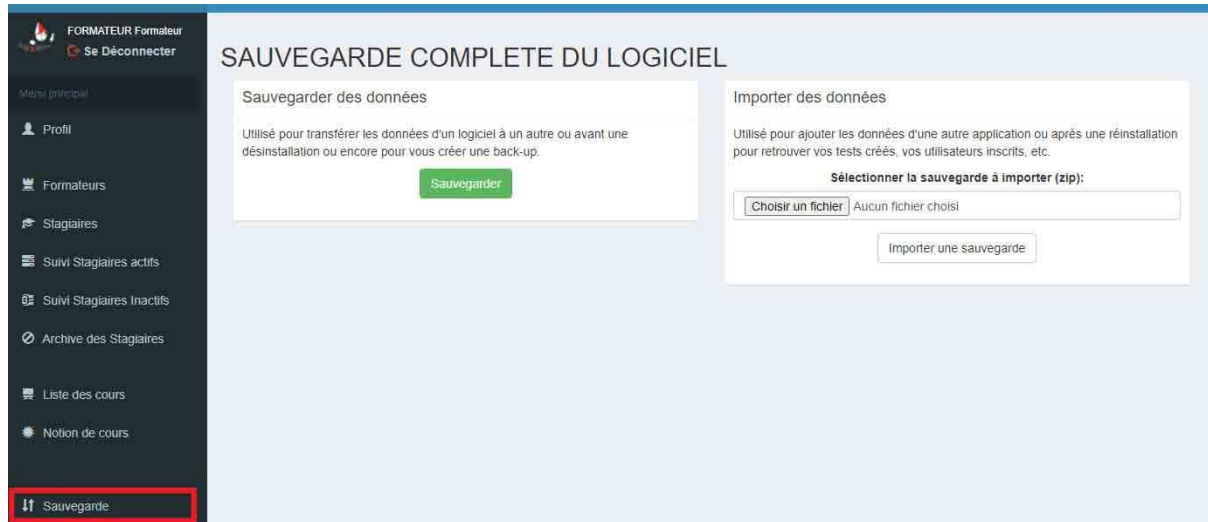 FORMATEUR Formateur
Se Déconnecter
Menu principal
Profil
Formateurs
Stagiaires
Suivi Stagiaires actifs
Suivi Stagiaires Inactifs
Archive des Stagiaires
Liste des cours
Notion de cours
Sauvegarde
SAUVEGARDE COMPLETE DU LOGICIEL
Sauvegarder des données
Utilisé pour transférer les données d'un logiciel à un autre ou avant une
désinstallation ou encore pour vous créer une back-up.
Sauvegarder
Importer des données
Utilisé pour ajouter les données d'une autre application ou après une réinstallation
pour retrouver vos tests créés, vos utilisateurs inscrits, etc.
Sélectionner la sauvegarde à importer (zip):
Choisir un fichier Aucun fichier choisi
Importer une sauvegarde